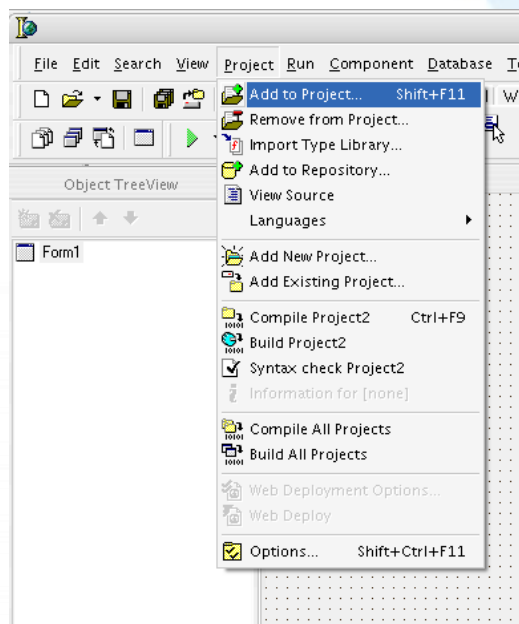 File Edit Search View Project Run Component Database
Add to Project... Shift+F11
Remove from Project...
Import Type Library...
Add to Repository...
View Source
Languages
Add New Project...
Add Existing Project...
Compile Project2 Ctrl+F9
Build Project2
Syntax check Project2
Information for [none]
Compile All Projects
Build All Projects
Web Deployment Options...
Web Deploy
Options... Shift+Ctrl+F11
Object TreeView
Form1